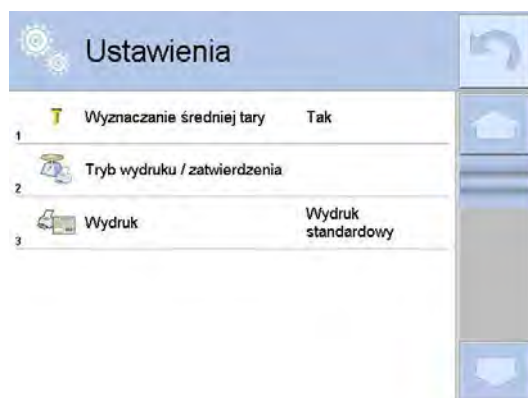 Ustawienia
1 T Wyznaczanie średniej tary Tak
2 Tryb wydruku / zatwierdzenia
3 Wydruk Wydruk
standardowy